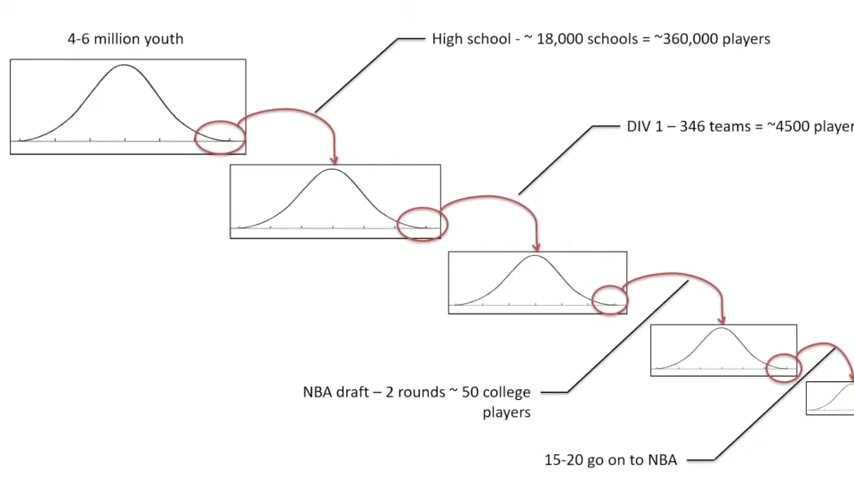 4-6 million youth
High school - ~ 18,000 schools = ~360,000 players
DIV 1 – 346 teams = ~4500 player
NBA draft – 2 rounds ~ 50 college
players
15-20 go on to NBA